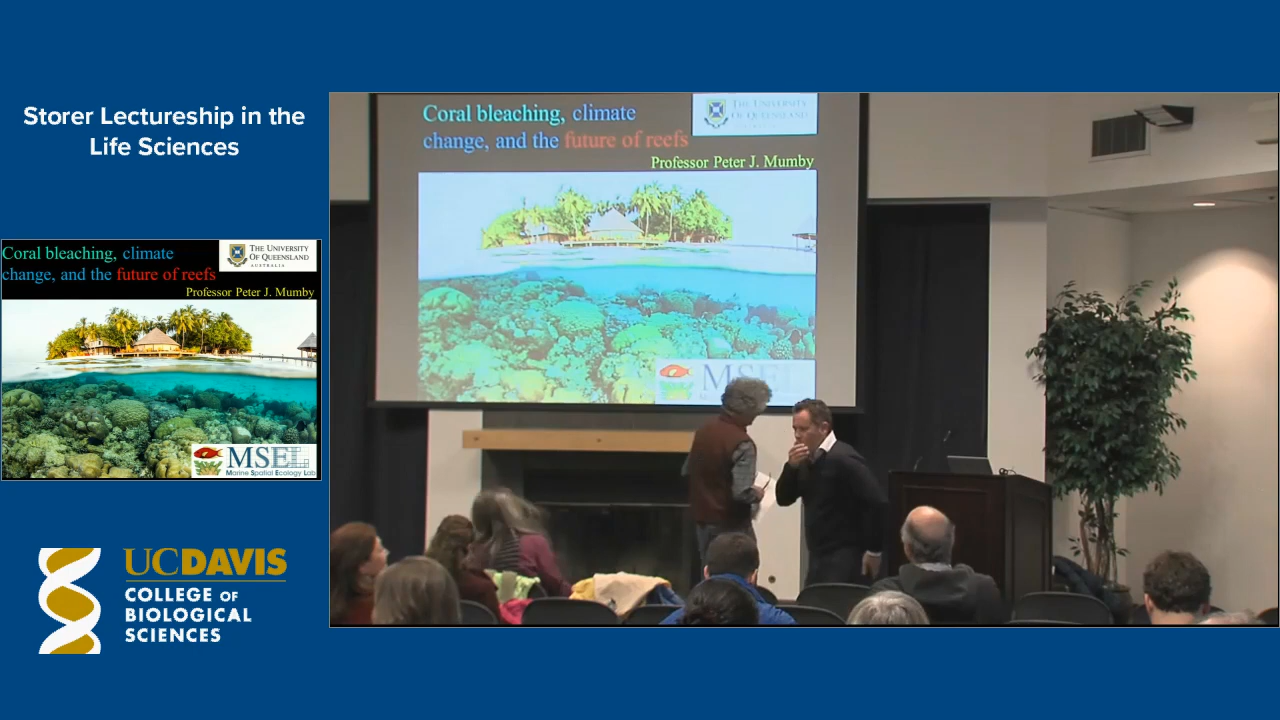 Storer Lectureship in the
Life Sciences
Coral bleaching, climate
change, and the future of reefs
THE UNIVERSITY
OF QUEENSLAND
AUSTRALIA
Professor Peter J. Mumby
MSEL
Marine Spatial Ecology Lab
UCDAVIS
COLLEGE OF
BIOLOGICAL
SCIENCES
Coral bleaching, climate
change, and the future of reefs
THE UNIVERSITY
OF QUEENSLAND
Professor Peter J. Mumby
MSEL